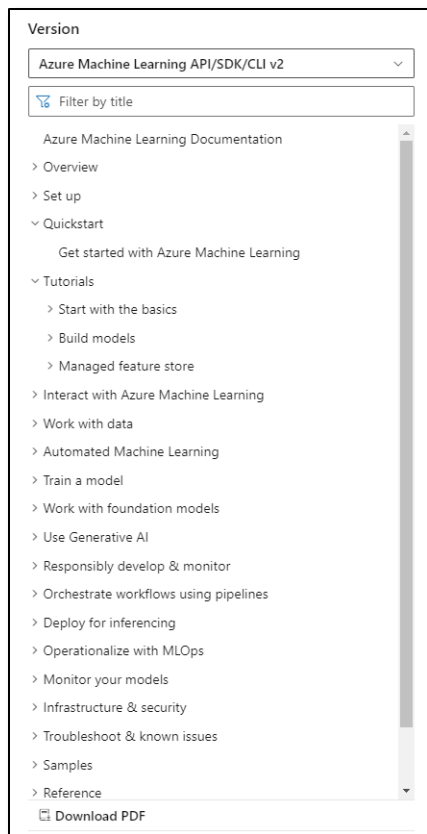 Version
Azure Machine Learning API/SDK/CLI v2
Filter by title
Azure Machine Learning Documentation
Overview
Set up
Quickstart
Get started with Azure Machine Learning
Tutorials
Start with the basics
Build models
Managed feature store
Interact with Azure Machine Learning
Work with data
Automated Machine Learning
Train a model
Work with foundation models
Use Generative AI
Responsibly develop & monitor
Orchestrate workflows using pipelines
Deploy for inferencing
Operationalize with MLOps
Monitor your models
Infrastructure & security
Troubleshoot & known issues
Samples
Reference
Download PDF